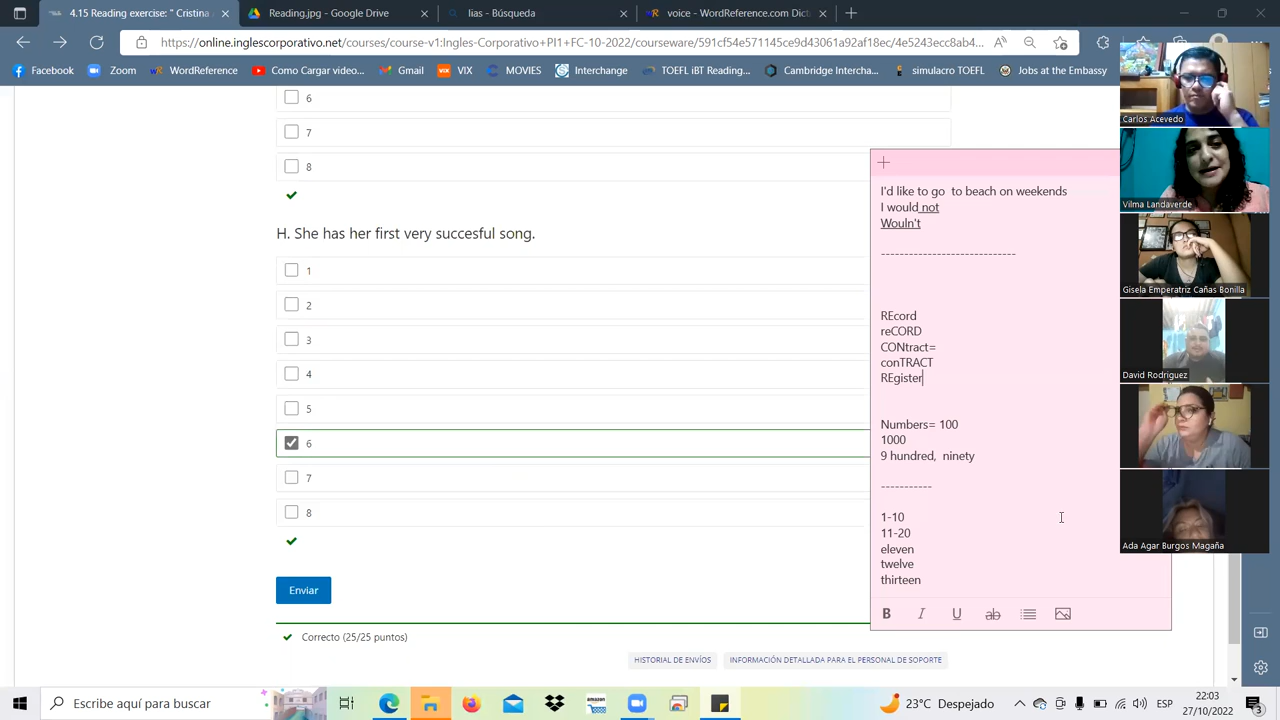 4.15 Reading exercise: " Cristina
Inglés Corporativo
Google Drive
lias - Búsqueda
voice - WordReference.com Dict
https://online.inglescorporativo.net/courses/course-v1:Ingles-Corporativo+PI1+FC-10-2022/courseware/591cf54e571145ce9d43061a92af18ec/4e5243ecc8ab4...
Facebook
Zoom
WordReference
Como Cargar video...
Gmail
VIX
MOVIES
Interchange
TOEFL iBT Reading...
Cambridge Intercha...
simulacro TOEFL
Jobs at the Embassy
6
7
8
H. She has her first very succesful song.
1
2
3
4
5
6
7
8
Enviar
Correcto (25/25 puntos)
HISTORIAL DE ENVÍOS
INFORMACIÓN DETALLADA PARA EL PERSONAL DE SOPORTE
I'd like to go  to beach on weekends
I would not
Wouln't
-----------------------------
REcord
reCORD
CONtract=
conTRACT
REgister
Numbers= 100
1000
9 hundred,  ninety
-----------
1-10
11-20
eleven
twelve
thirteen
B I U ab
Carlos Acevedo
Vilma Landaverde
Gisela Emperatriz Cañas Bonilla
David Rodriguez
Ada Agar Burgos Magaña
Escribe aquí para buscar
amazon
23°C Despejado
ESP
22:03
27/10/2022
3